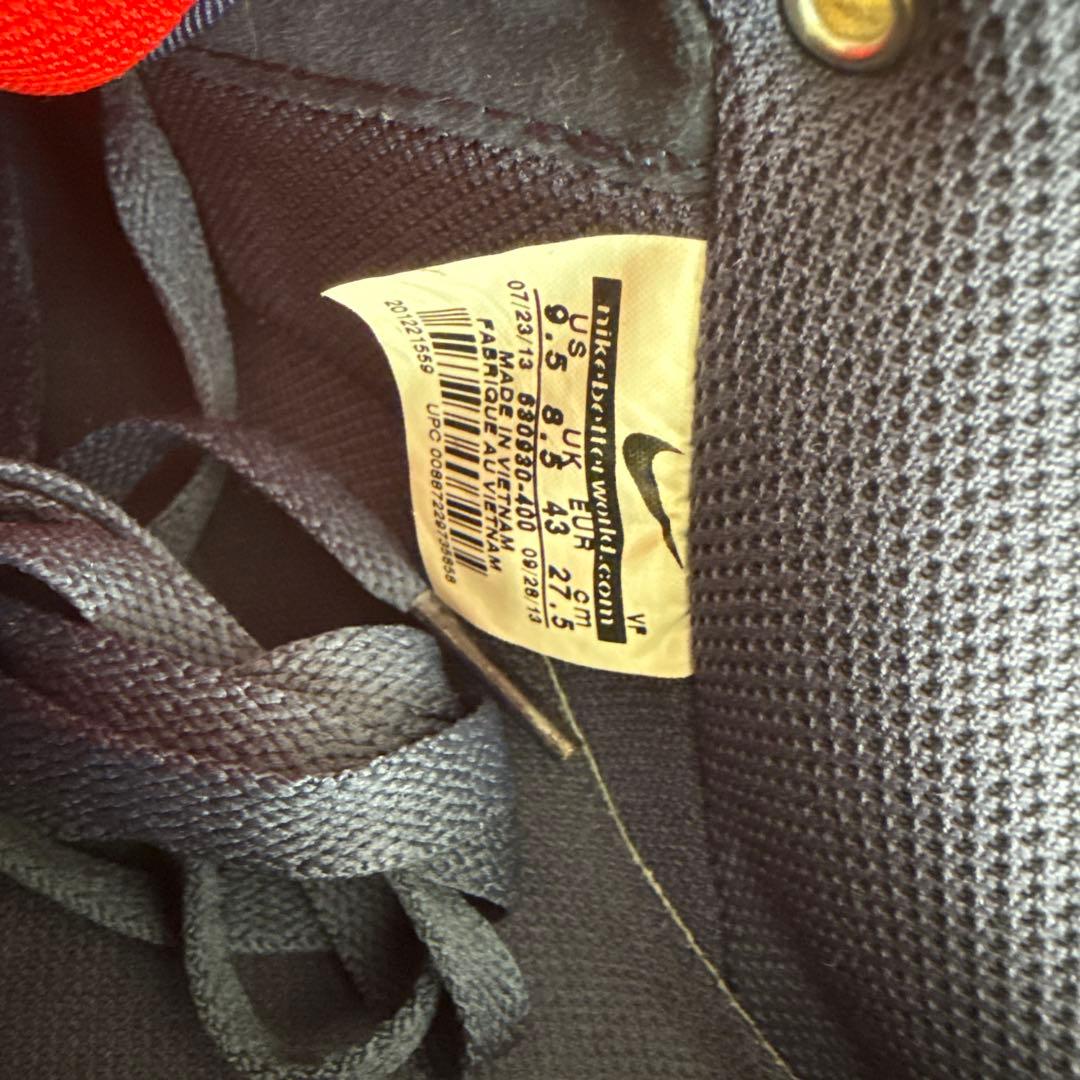 VF
nikebetterworld.com
US UK EUR cm
9.5 8.5 43 27.5
07/23/13 630930-400 09/28/13
MADE IN VIETNAM
FABRIQUE AU VIETNAM
UPC
201221559